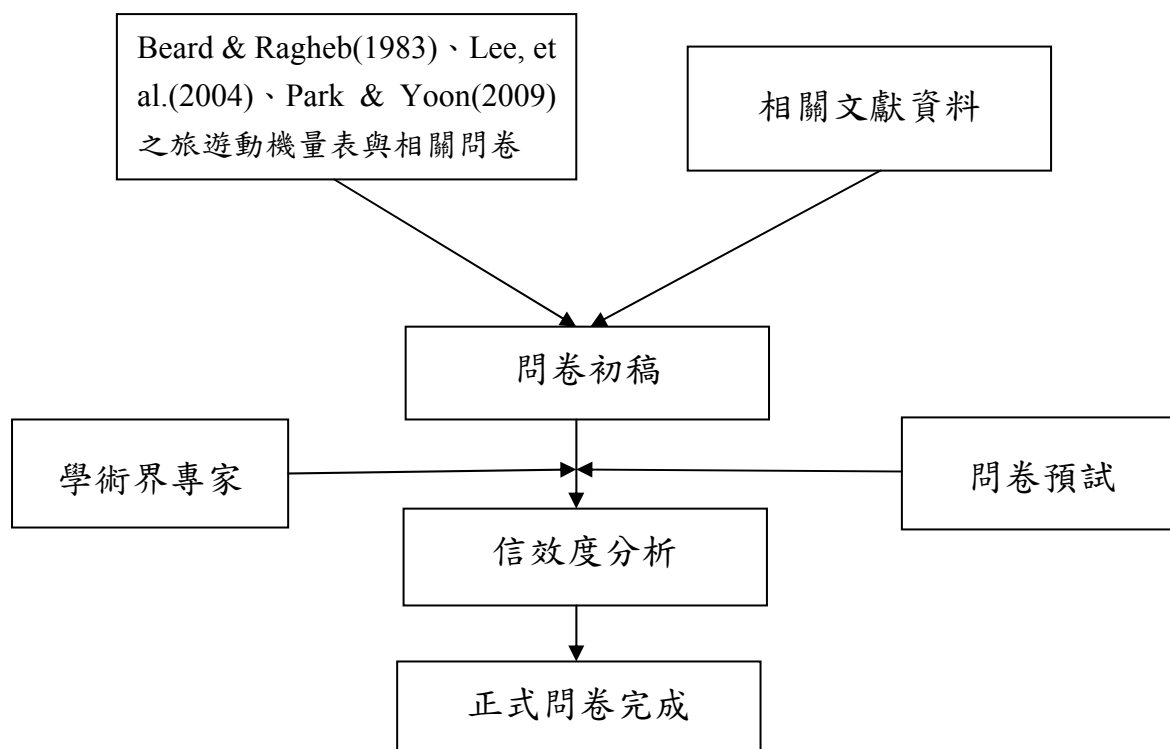 Beard & Ragheb(1983)、Lee, et
al.(2004)、Park & Yoon(2009)
之旅遊動機量表與相關問卷
相關文獻資料
問卷初稿
學術界專家
問卷預試
信效度分析
正式問卷完成